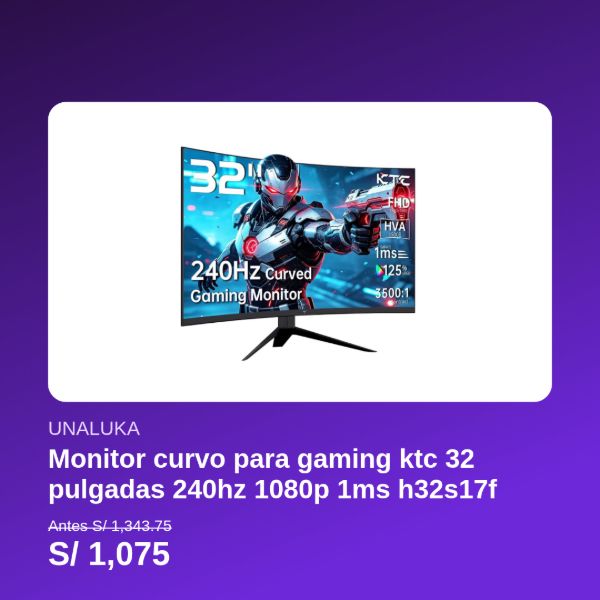 32"
KTC
FHD
HVA
1ms
125%
3500:1
240Hz Curved
Gaming Monitor
UNALUKA
Monitor curvo para gaming ktc 32
pulgadas 240hz 1080p 1ms h32s17f
Antes S/ 1,343.75
S/ 1,075